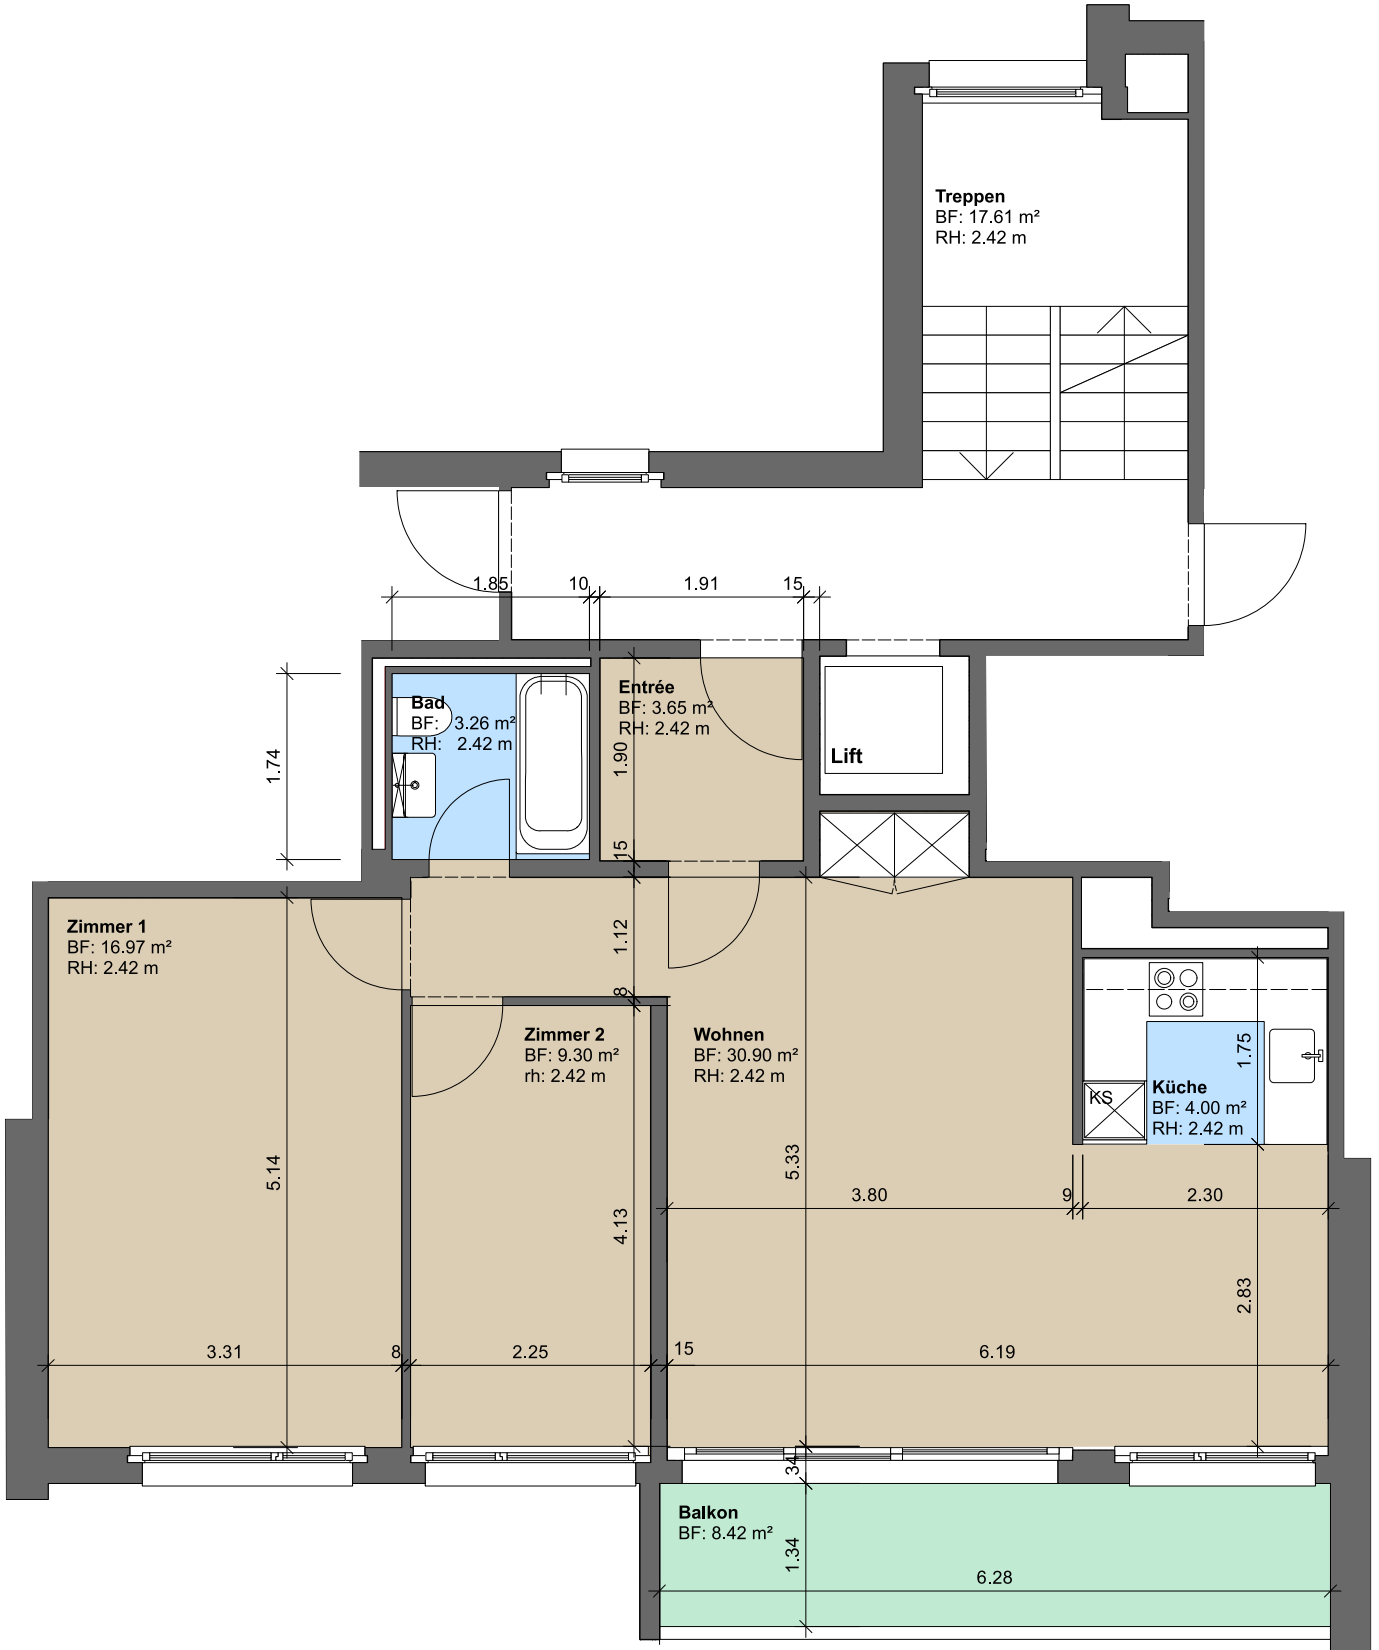 Treppen
BF: 17.61 m²
RH: 2.42 m
1.85
10
1.91
15
Bad
BF: 3.26 m²
RH: 2.42 m
Entrée
BF: 3.65 m²
RH: 2.42 m
Lift
1.74
1.90
15
Zimmer 1
BF: 16.97 m²
RH: 2.42 m
1.12
8
Zimmer 2
BF: 9.30 m²
rh: 2.42 m
Wohnen
BF: 30.90 m²
RH: 2.42 m
1.75
KS
Küche
BF: 4.00 m²
RH: 2.42 m
5.14
4.13
5.33
3.80
9
2.30
2.83
3.31
8
2.25
15
6.19
34
Balkon
BF: 8.42 m²
1.34
6.28